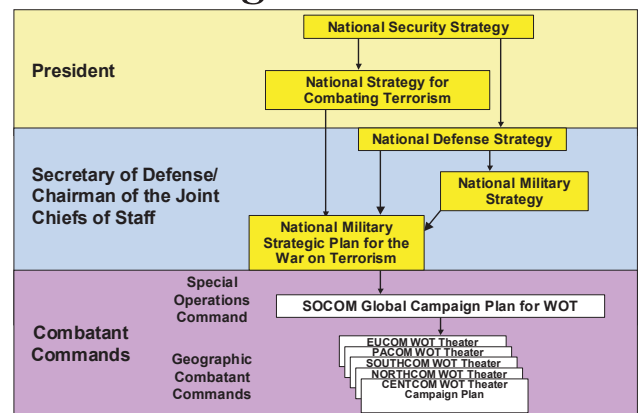 National Security Strategy
President
National Strategy for
Combating Terrorism
National Defense Strategy
Secretary of Defense/
Chairman of the Joint
Chiefs of Staff
National Military
Strategy
National Military
Strategic Plan for the
War on Terrorism
Special
Operations
Command
SOCOM Global Campaign Plan for WOT
Combatant
Commands
Geographic
Combatant
Commands
EUCOM WOT Theater
PACOM WOT Theater
SOUTHCOM WOT Theater
NORTHCOM WOT Theater
CENTCOM WOT Theater
Campaign Plan